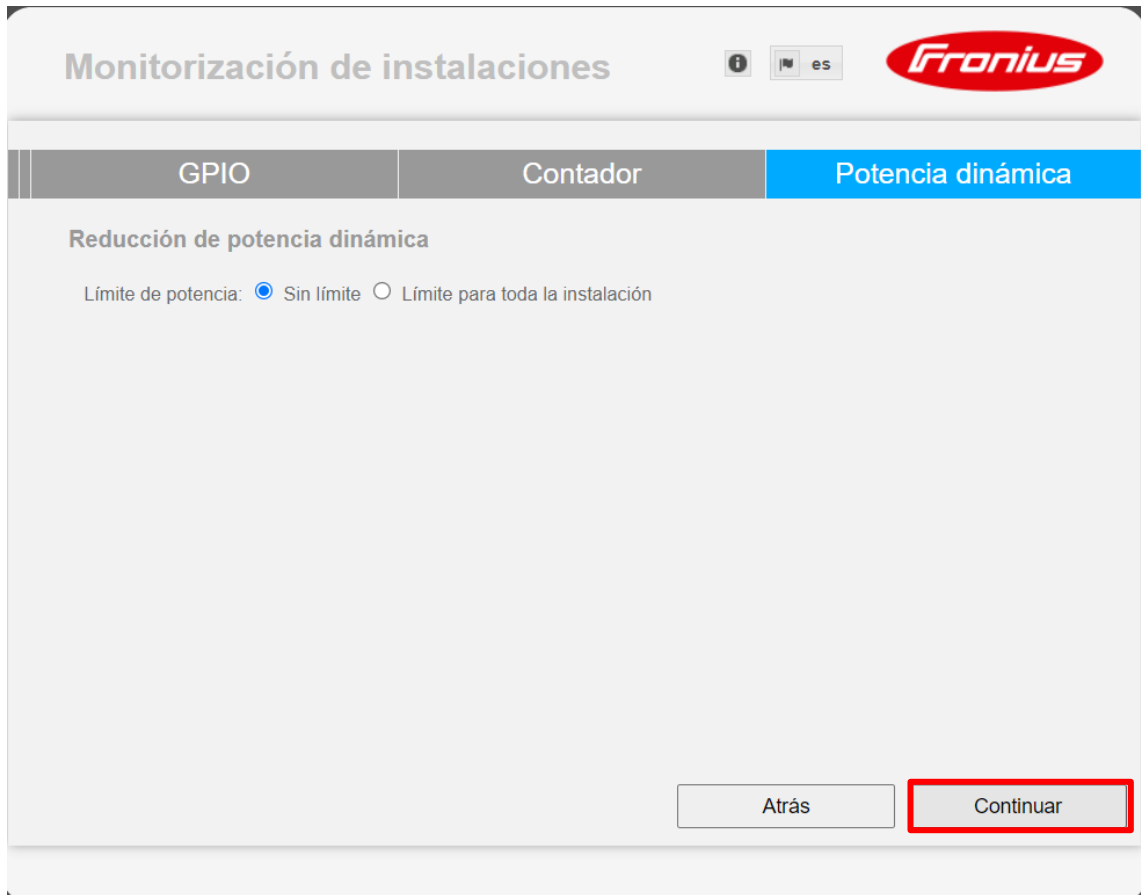 Monitorización de instalaciones
es
Fronius
GPIO
Contador
Potencia dinámica
Reducción de potencia dinámica
Límite de potencia: Sin límite Límite para toda la instalación
Atrás
Continuar